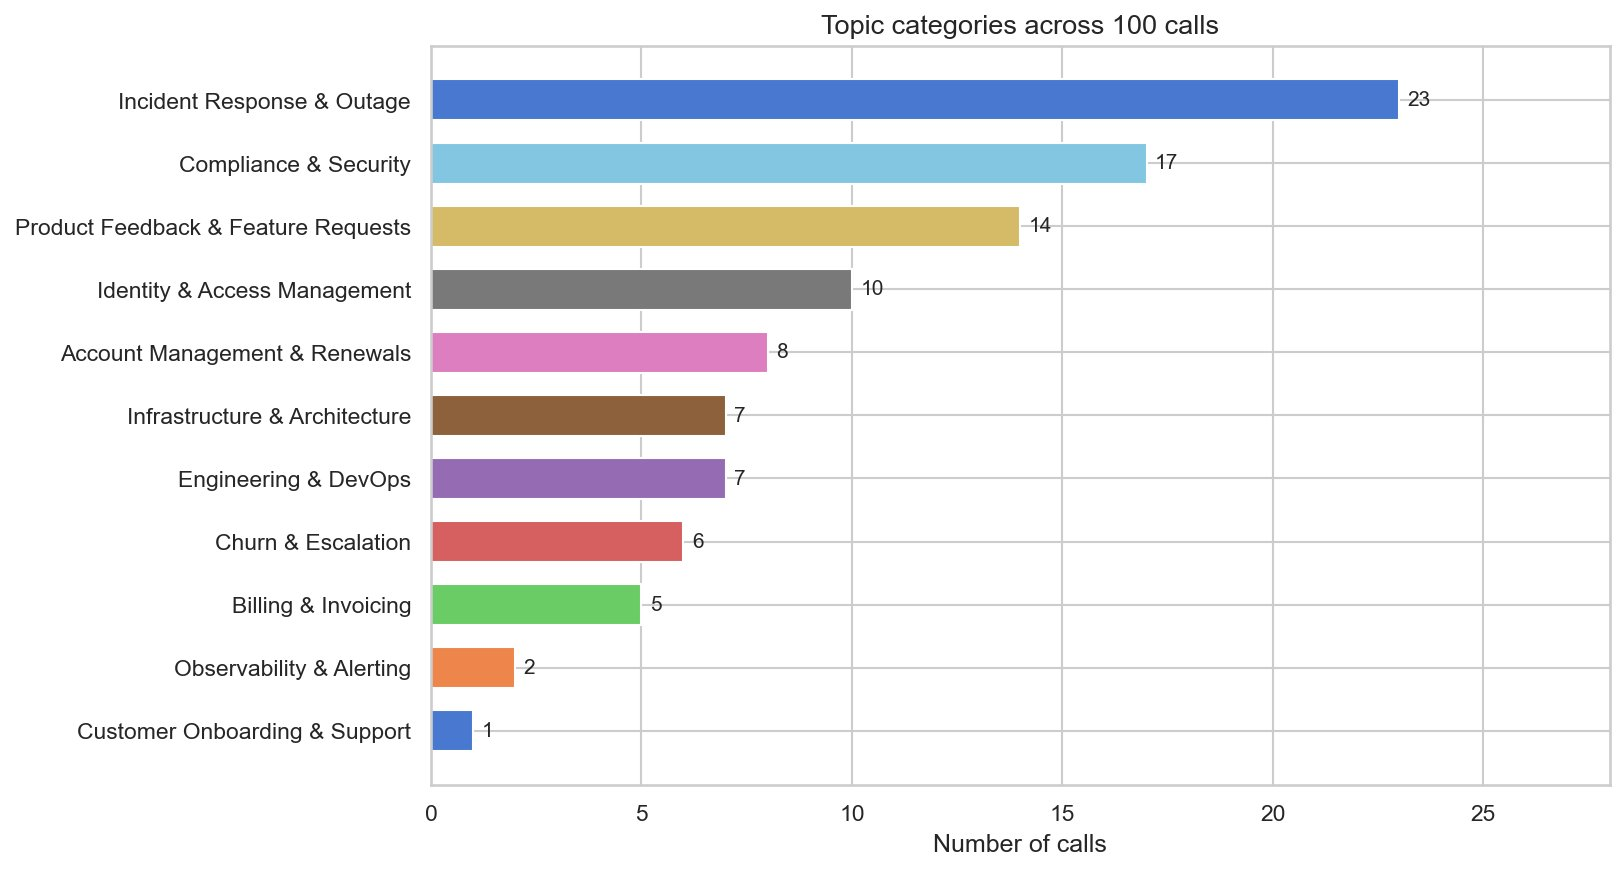 Topic categories across 100 calls
Incident Response & Outage 23
Compliance & Security 17
Product Feedback & Feature Requests 14
Identity & Access Management 10
Account Management & Renewals 8
Infrastructure & Architecture 7
Engineering & DevOps 7
Churn & Escalation 6
Billing & Invoicing 5
Observability & Alerting 2
Customer Onboarding & Support 1
0 5 10 15 20 25
Number of calls